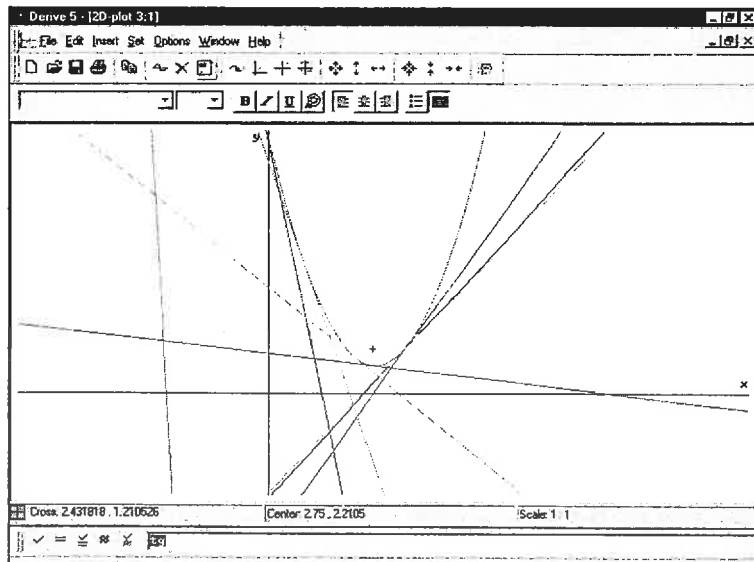 Derive 5 - [2D-plot 3:1]
File Edit Insert Set Options Window Help
B I U
y
x
Cross: 2.431818 , 1.210526 Center: 2.75 , 2.2105 Scale: 1 : 1